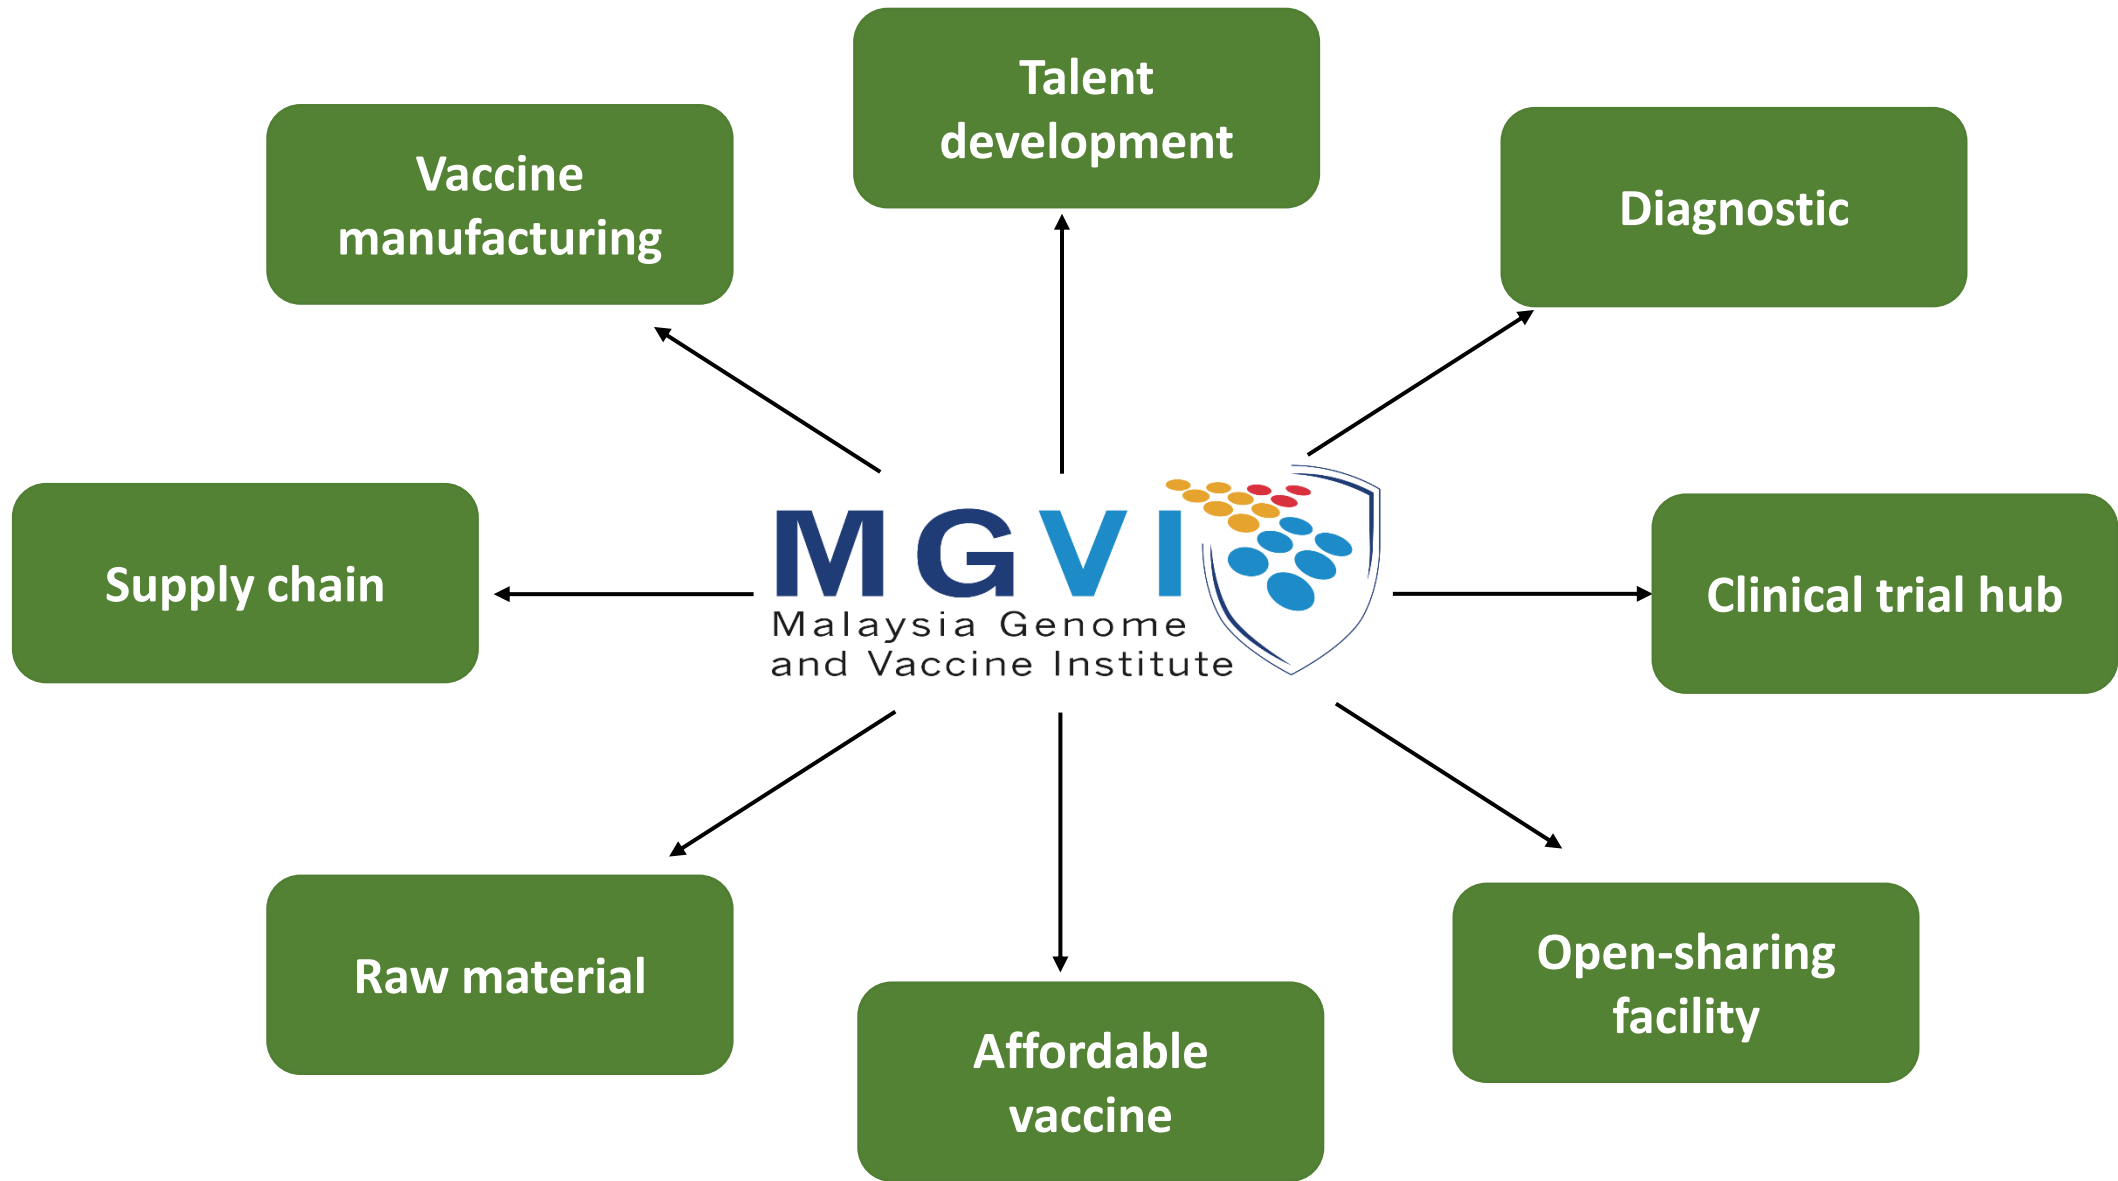 Talent
development
Vaccine
manufacturing
Diagnostic
Supply chain
MGVI
Malaysia Genome
and Vaccine Institute
Clinical trial hub
Raw material
Open-sharing
facility
Affordable
vaccine